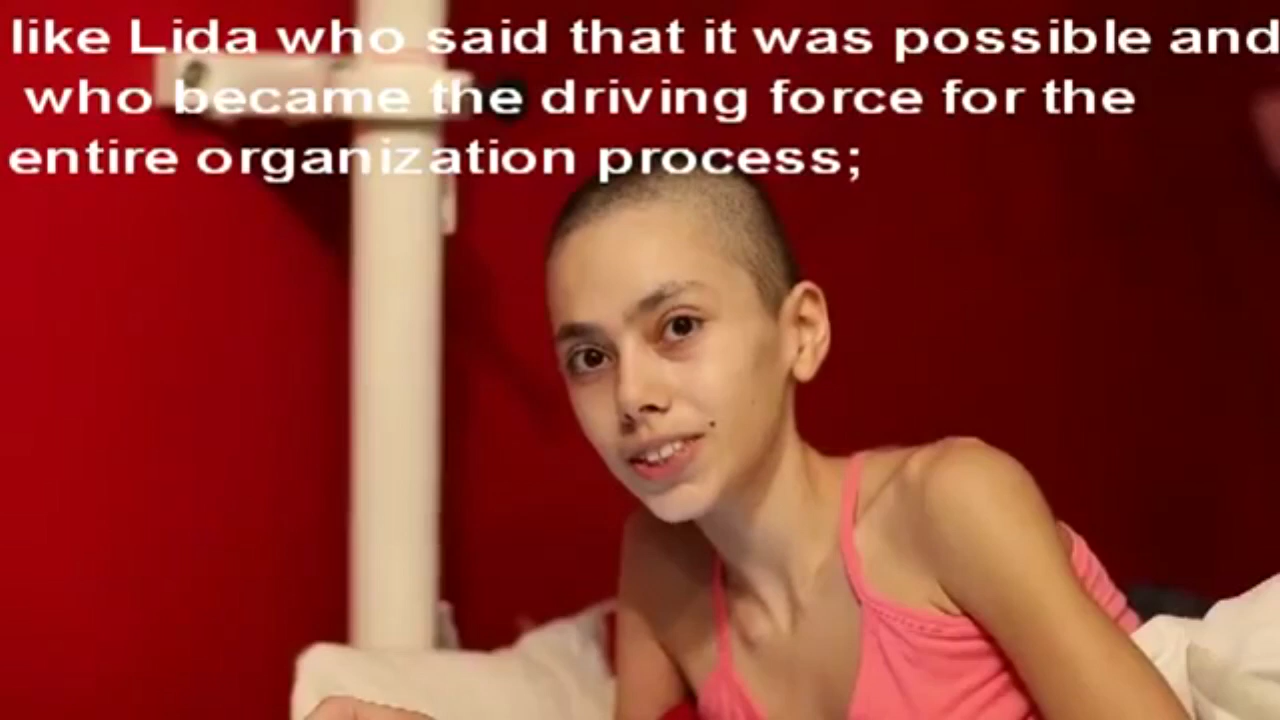 like Lida who said that it was possible and
who became the driving force for the
entire organization process;